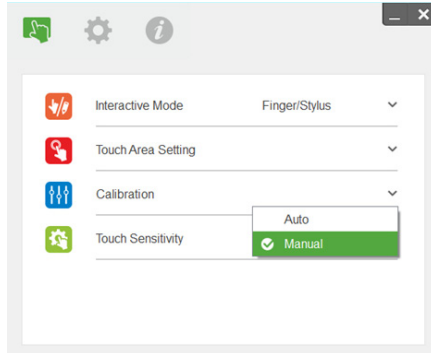 Interactive Mode Finger/Stylus
Touch Area Setting
Calibration
Auto
Touch Sensitivity Manual